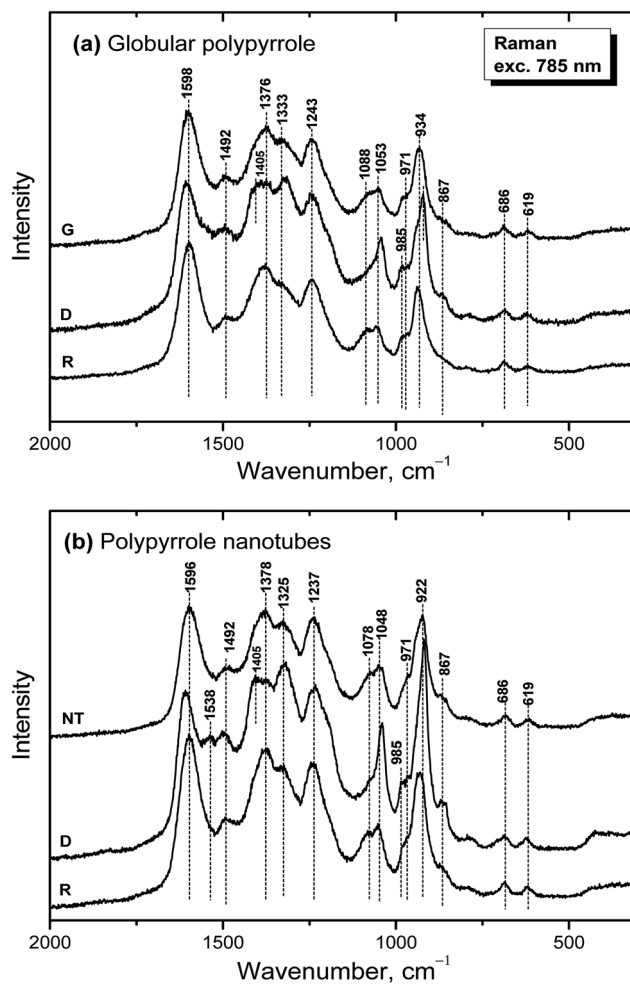 (a) Globular polypyrrole
Raman
exc. 785 nm
1598
1492
1405
1376
1333
1243
1088
1053
971
985
934
867
686
619
G
D
R
Intensity
2000
1500
1000
500
Wavenumber, cm⁻¹
(b) Polypyrrole nanotubes
1596
1538
1492
1405
1378
1325
1237
1078
1048
985
971
922
867
686
619
NT
D
R
Intensity
2000
1500
1000
500
Wavenumber, cm⁻¹